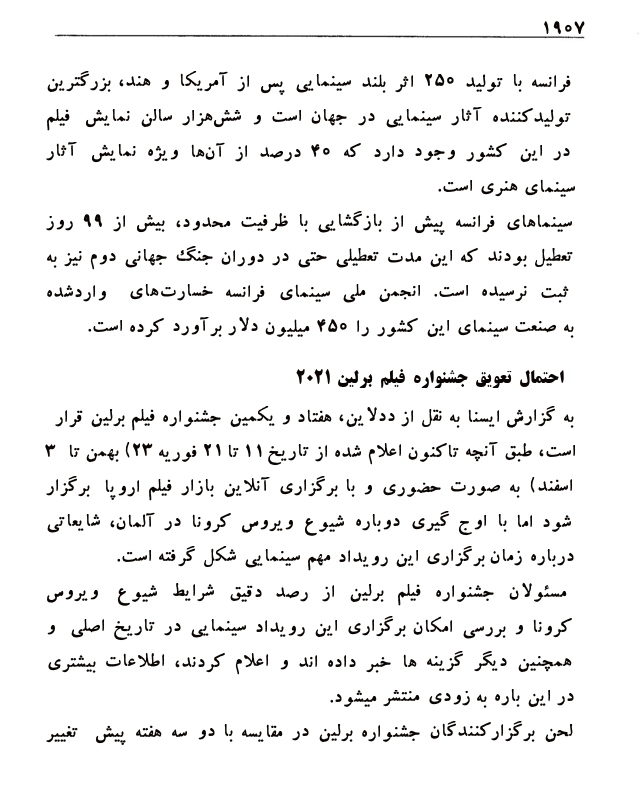 ۱۹۰۷
فرانسه با تولید ۲۵۰ اثر بلند سینمایی پس از آمریکا و هند، بزرگترین
تولیدکننده آثار سینمایی در جهان است و شش‌هزار سالن نمایش فیلم
در این کشور وجود دارد که ۴۰ درصد از آن‌ها ویژه نمایش آثار
سینمای هنری است.
سینماهای فرانسه پیش از بازگشایی با ظرفیت محدود، بیش از ۹۹ روز
تعطیل بودند که این مدت تعطیلی حتی در دوران جنگ جهانی دوم نیز به
ثبت نرسیده است. انجمن ملی سینمای فرانسه خسارت‌های واردشده
به صنعت سینمای این کشور را ۴۵۰ میلیون دلار برآورد کرده است.
احتمال تعویق جشنواره فیلم برلین ۲۰۲۱
به گزارش ایسنا به نقل از ددلاین، هفتاد و یکمین جشنواره فیلم برلین قرار
است، طبق آنچه تاکنون اعلام شده از تاریخ ۱۱ تا ۲۱ فوریه ۲۳) بهمن تا ۳
اسفند) به صورت حضوری و با برگزاری آنلاین بازار فیلم اروپا برگزار
شود اما با اوج گیری دوباره شیوع ویروس کرونا در آلمان، شایعاتی
درباره زمان برگزاری این رویداد مهم سینمایی شکل گرفته است.
مسئولان جشنواره فیلم برلین از رصد دقیق شرایط شیوع ویروس
کرونا و بررسی امکان برگزاری این رویداد سینمایی در تاریخ اصلی و
همچنین دیگر گزینه ها خبر داده اند و اعلام کردند، اطلاعات بیشتری
در این باره به زودی منتشر میشود.
لحن برگزارکنندگان جشنواره برلین در مقایسه با دو سه هفته پیش تغییر